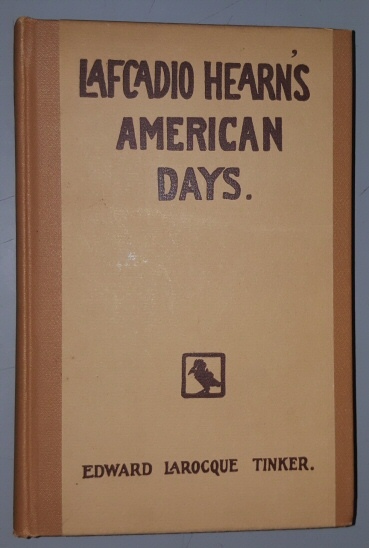 LAFCADIO HEARN'S
AMERICAN
DAYS.
EDWARD LAROCQUE TINKER.